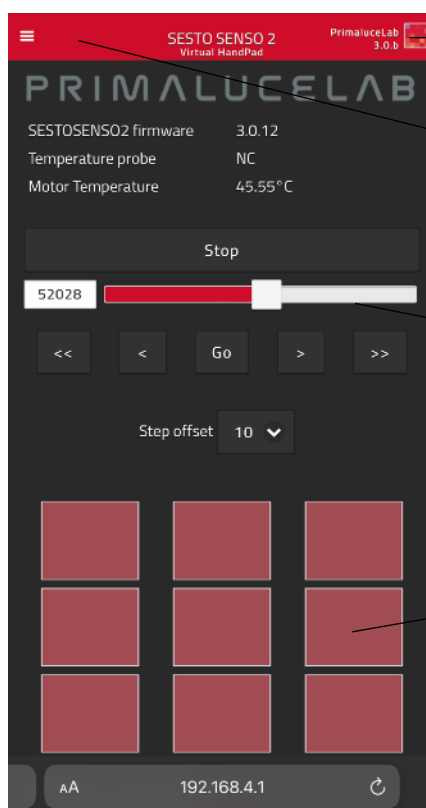 SESTO SENSO 2
Virtual HandPad
PrimaluceLab
3.0.b
PRIMALUCELAB
SESTOSENSO2 firmware 3.0.12
Temperature probe NC
Motor Temperature 45.55°C
Stop
52028
<< < Go > >>
Step offset 10
AA 192.168.4.1